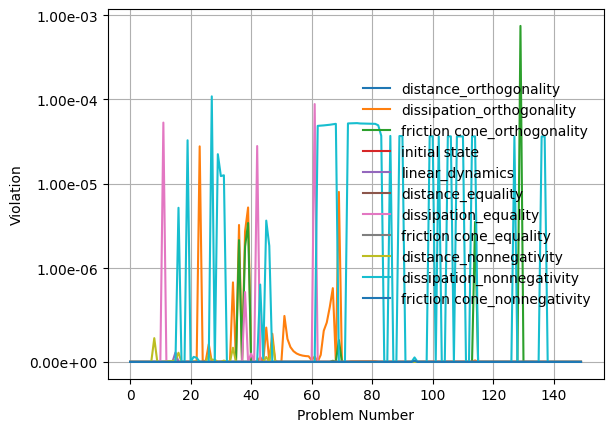 1.00e-03
1.00e-04
1.00e-05
1.00e-06
0.00e+00
Violation
distance_orthogonality
dissipation_orthogonality
friction cone_orthogonality
initial state
linear_dynamics
distance_equality
dissipation_equality
friction cone_equality
distance_nonnegativity
dissipation_nonnegativity
friction cone_nonnegativity
0 20 40 60 80 100 120 140
Problem Number